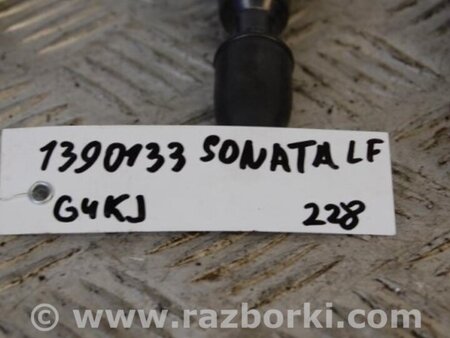 1390133 SONATA LF
G4KJ 228
© www.razborki.com